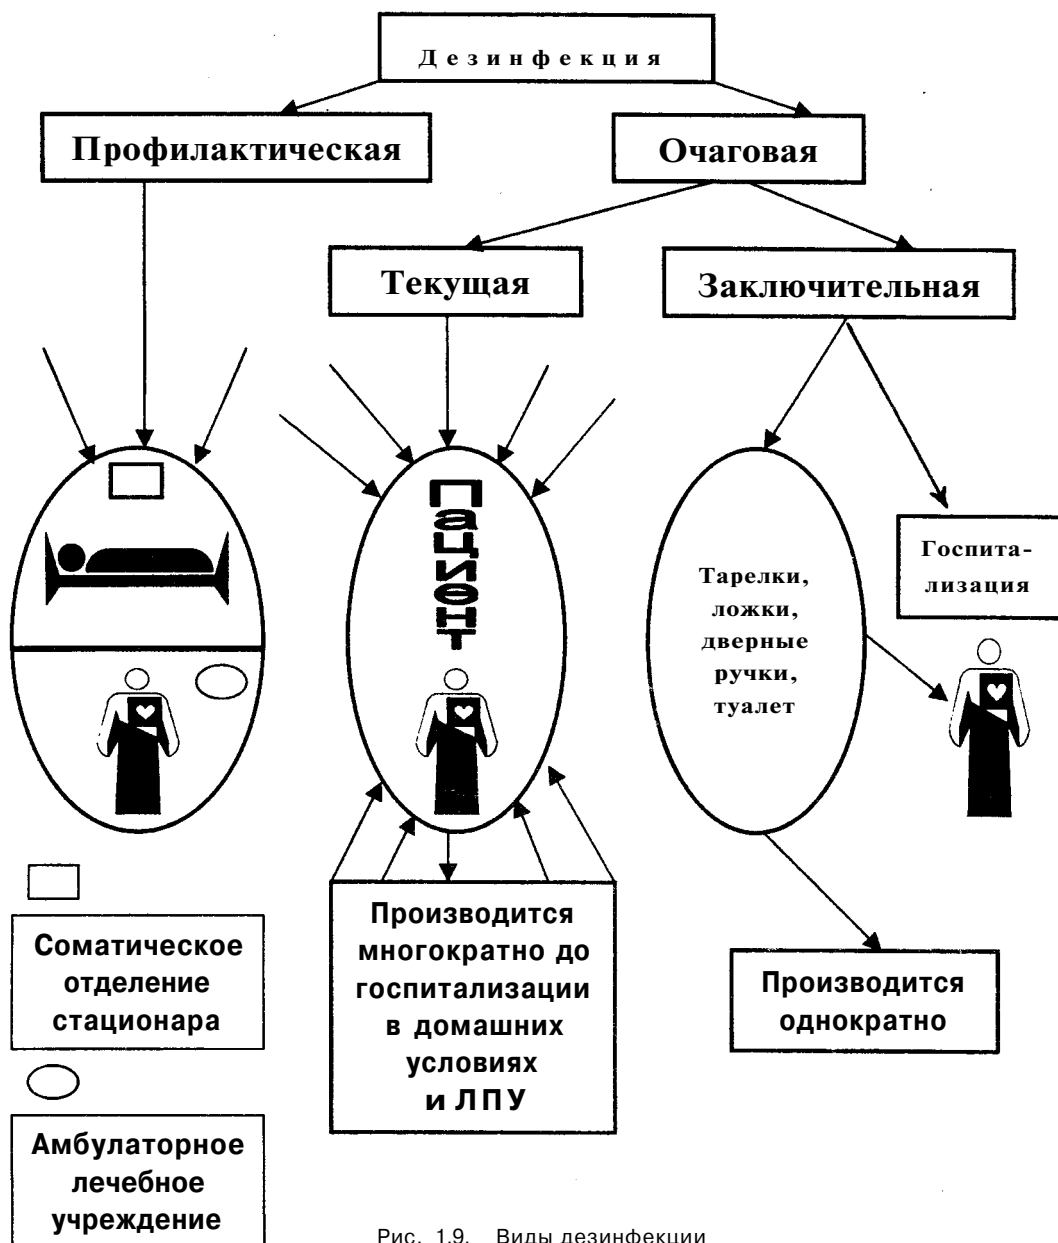 Дезинфекция
Профилактическая
Очаговая
Текущая
Заключительная
Пациент
Тарелки,
ложки,
дверные
ручки,
туалет
Госпита-
лизация
Соматическое
отделение
стационара
Амбулаторное
лечебное
учреждение
Производится
многократно до
госпитализации
в домашних
условиях
и ЛПУ
Производится
однократно
Рис. 1.9. Виды дезинфекции